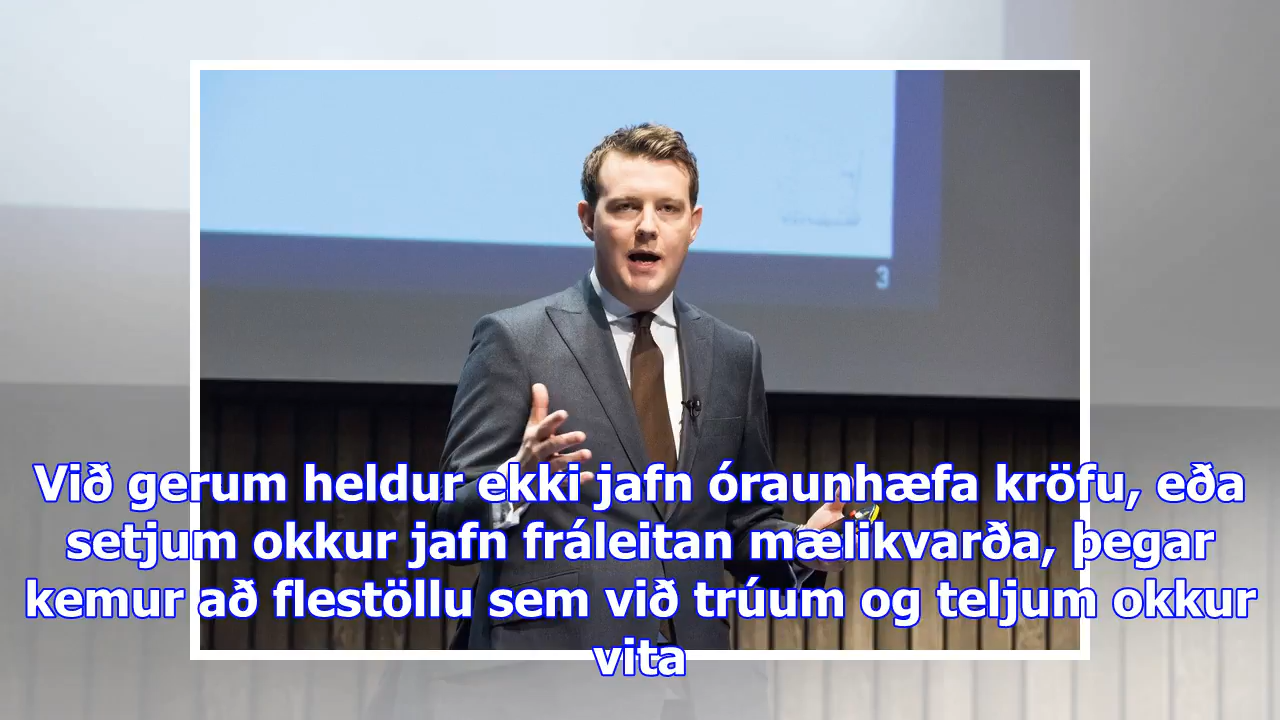 3
Við gerum heldur ekki jafn óraunhæfa kröfu, eða
setjum okkur jafn fráleitan mælikvarða, þegar
kemur að flestöllu sem við trúum og teljum okkur
vita